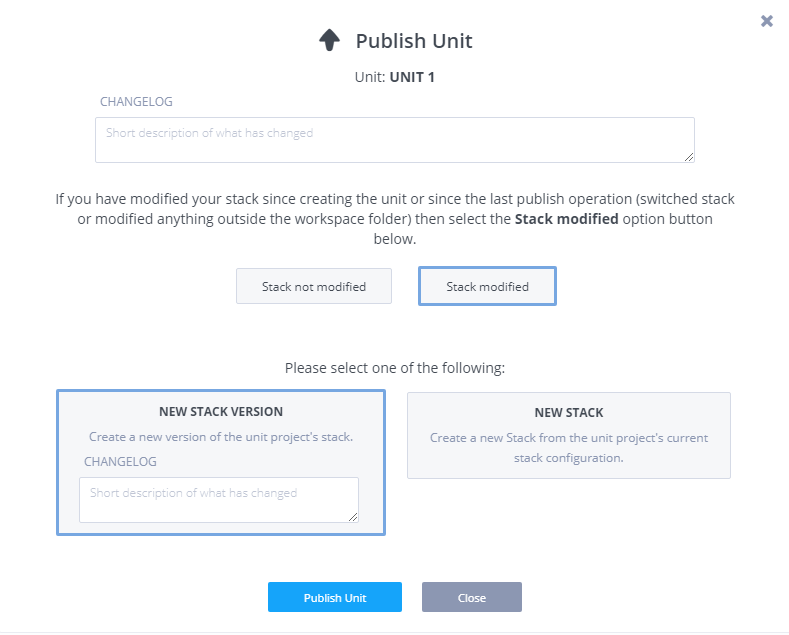 Publish Unit
Unit: UNIT 1
CHANGELOG
Short description of what has changed
If you have modified your stack since creating the unit or since the last publish operation (switched stack
or modified anything outside the workspace folder) then select the Stack modified option button
below.
Stack not modified
Stack modified
Please select one of the following:
NEW STACK VERSION
Create a new version of the unit project's stack.
CHANGELOG
Short description of what has changed
NEW STACK
Create a new Stack from the unit project's current
stack configuration.
Publish Unit
Close